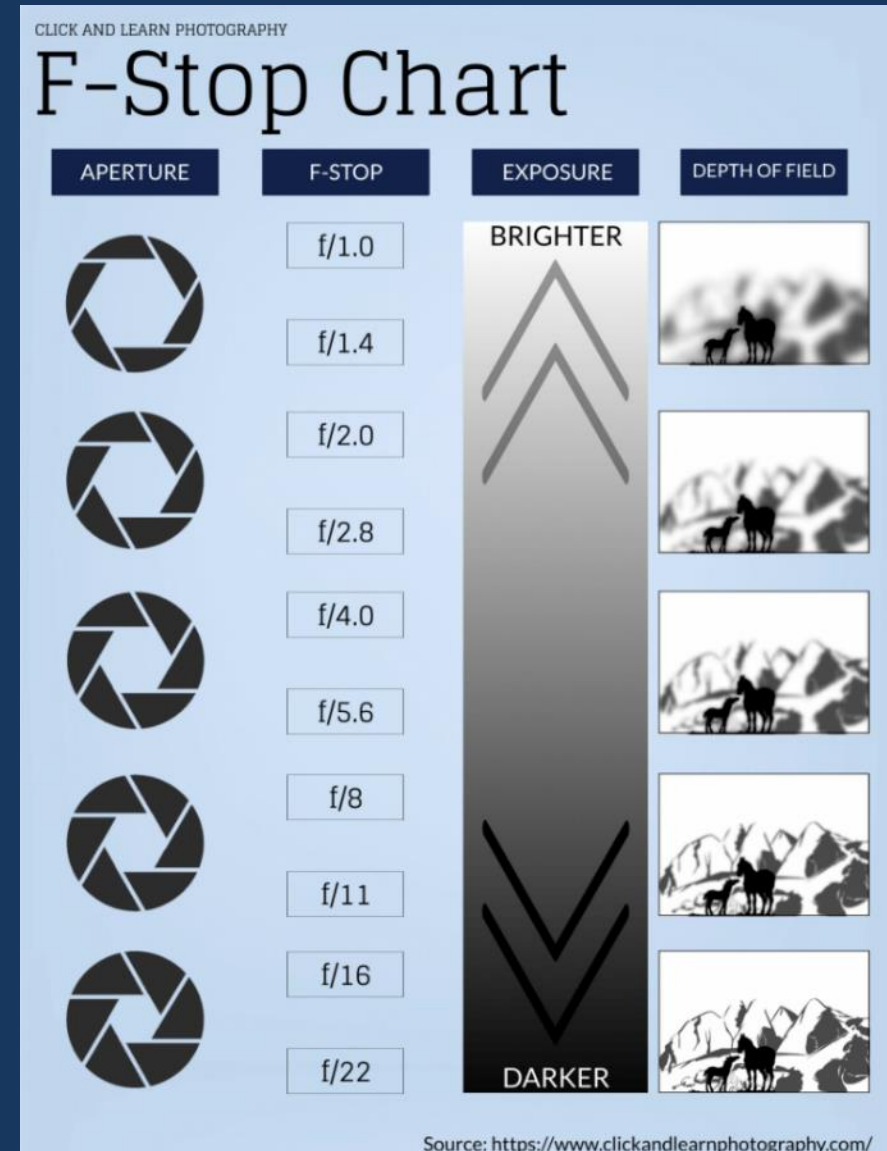 CLICK AND LEARN PHOTOGRAPHY
F-Stop Chart
APERTURE
F-STOP
EXPOSURE
DEPTH OF FIELD
f/1.0
f/1.4
f/2.0
f/2.8
f/4.0
f/5.6
f/8
f/11
f/16
f/22
BRIGHTER
DARKER
Source: https://www.clickandlearnphotography.com/